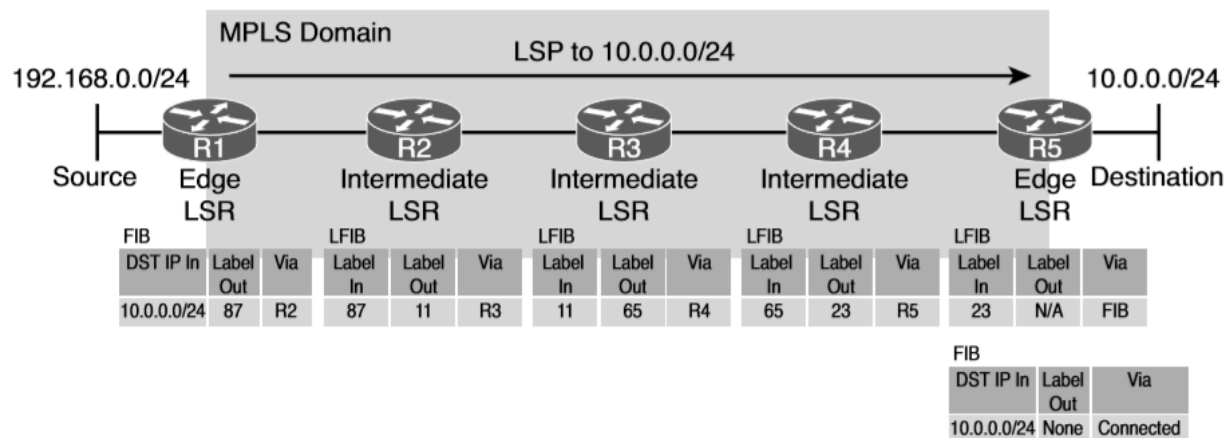 MPLS Domain
LSP to 10.0.0.0/24
192.168.0.0/24
10.0.0.0/24
R1
R2
R3
R4
R5
Source
Edge
LSR
Intermediate
LSR
Intermediate
LSR
Intermediate
LSR
Edge
LSR
Destination
FIB
DST IP In Label Out Via
10.0.0.0/24 87 R2
LFIB
Label In Label Out Via
87 11 R3
LFIB
Label In Label Out Via
11 65 R4
LFIB
Label In Label Out Via
65 23 R5
LFIB
Label In Label Out Via
23 N/A FIB
FIB
DST IP In Label Out Via
10.0.0.0/24 None Connected